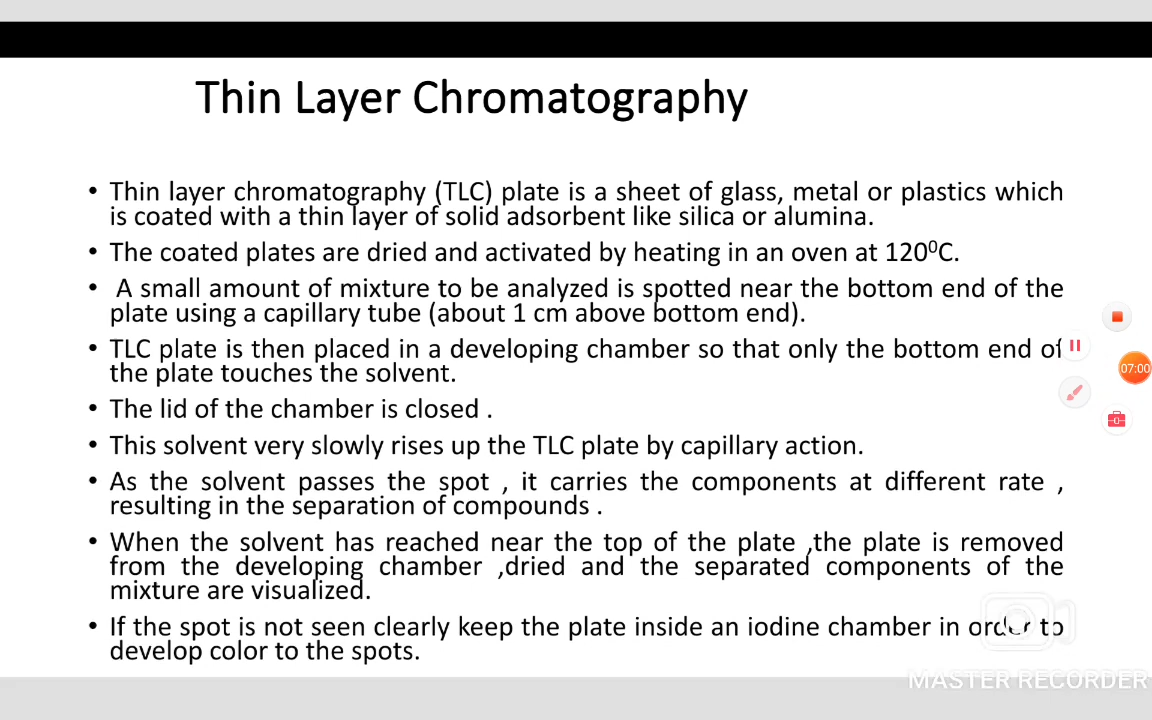 Thin Layer Chromatography
• Thin layer chromatography (TLC) plate is a sheet of glass, metal or plastics which
is coated with a thin layer of solid adsorbent like silica or alumina.
• The coated plates are dried and activated by heating in an oven at 120⁰C.
• A small amount of mixture to be analyzed is spotted near the bottom end of the
plate using a capillary tube (about 1 cm above bottom end).
• TLC plate is then placed in a developing chamber so that only the bottom end of
the plate touches the solvent.
• The lid of the chamber is closed .
• This solvent very slowly rises up the TLC plate by capillary action.
• As the solvent passes the spot , it carries the components at different rate ,
resulting in the separation of compounds .
• When the solvent has reached near the top of the plate ,the plate is removed
from the developing chamber ,dried and the separated components of the
mixture are visualized.
• If the spot is not seen clearly keep the plate inside an iodine chamber in order to
develop color to the spots.
07:00
MASTER RECORDER